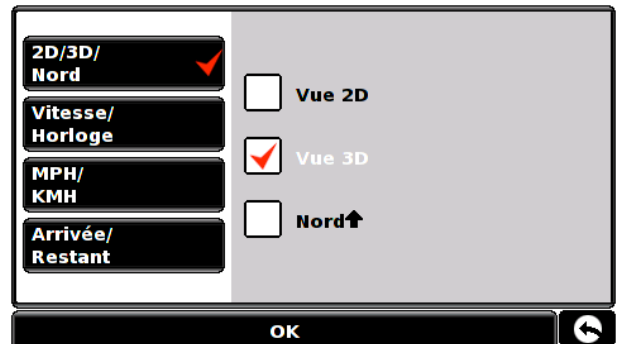 2D/3D/
Nord
Vitesse/
Horloge
MPH/
KMH
Arrivée/
Restant
Vue 2D
Vue 3D
Nord⬆
OK